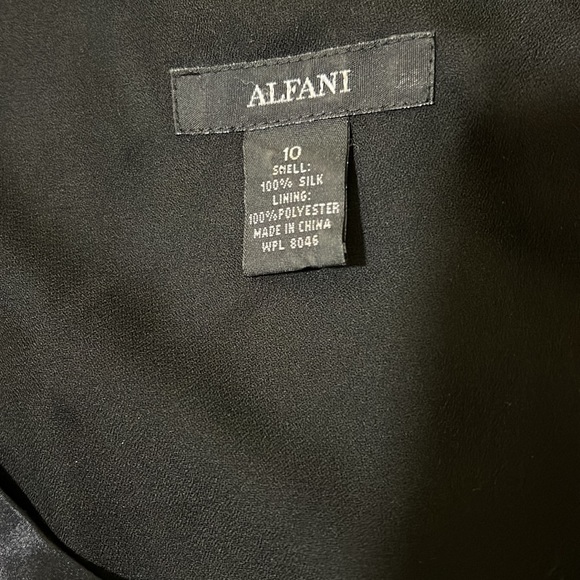 ALFANI
10
SHELL:
100% SILK
LINING:
100%POLYESTER
MADE IN CHINA
WPL 8046